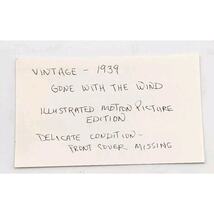 VINTAGE - 1939
GONE WITH THE WIND
ILLUSTRATED MOTION PICTURE
EDITION
DELICATE CONDITION -
FRONT COVER MISSING